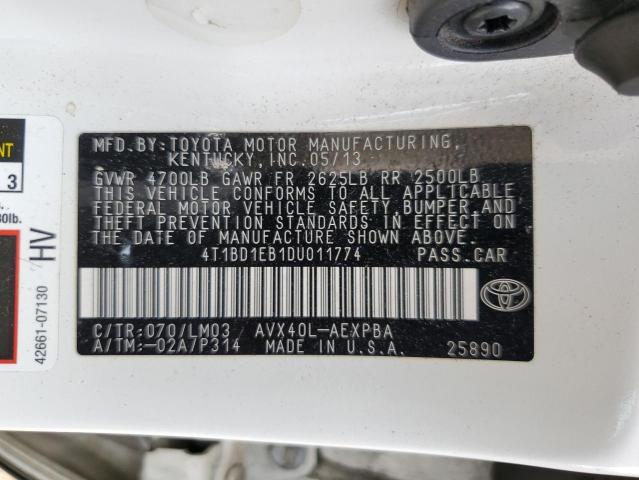 MFD.BY:TOYOTA MOTOR MANUFACTURING,
KENTUCKY,INC.05/13
GVWR 4700LB GAWR FR 2625LB RR 2500LB
THIS VEHICLE CONFORMS TO ALL APPLICABLE
FEDERAL MOTOR VEHICLE SAFETY, BUMPER, AND
THEFT PREVENTION STANDARDS IN EFFECT ON
THE DATE OF MANUFACTURE SHOWN ABOVE.
4T1BD1EB1DU011774 PASS.CAR
C/TR:070/LM03 AVX40L-AEXPBA
A/TM:-02A7P314 MADE IN U.S.A. 25890
3
HV
42661-07130